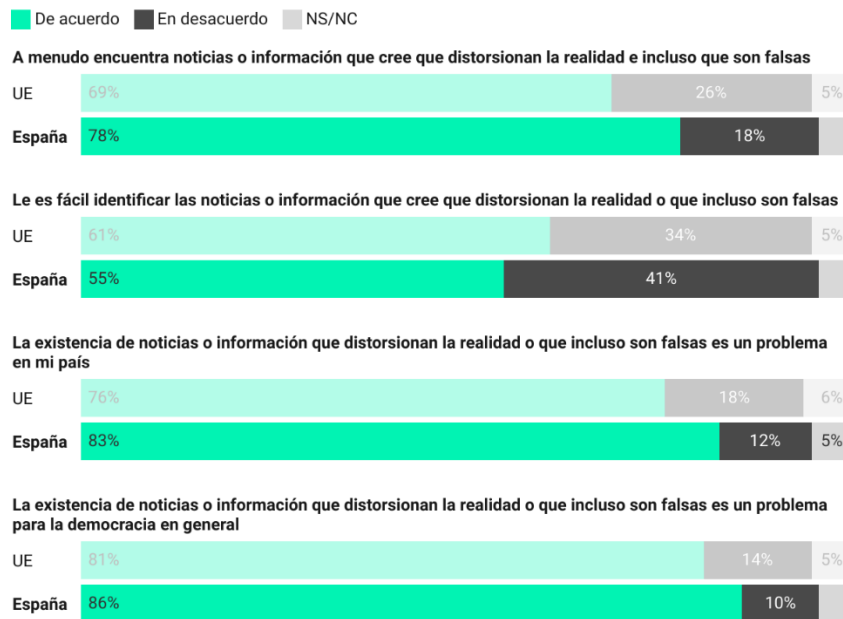 De acuerdo En desacuerdo NS/NC
A menudo encuentra noticias o información que cree que distorsionan la realidad e incluso que son falsas
UE 69% 26% 5%
España 78% 18%
Le es fácil identificar las noticias o información que cree que distorsionan la realidad o que incluso son falsas
UE 61% 34% 5%
España 55% 41%
La existencia de noticias o información que distorsionan la realidad o que incluso son falsas es un problema
en mi país
UE 76% 18% 6%
España 83% 12% 5%
La existencia de noticias o información que distorsionan la realidad o que incluso son falsas es un problema
para la democracia en general
UE 81% 14% 5%
España 86% 10%